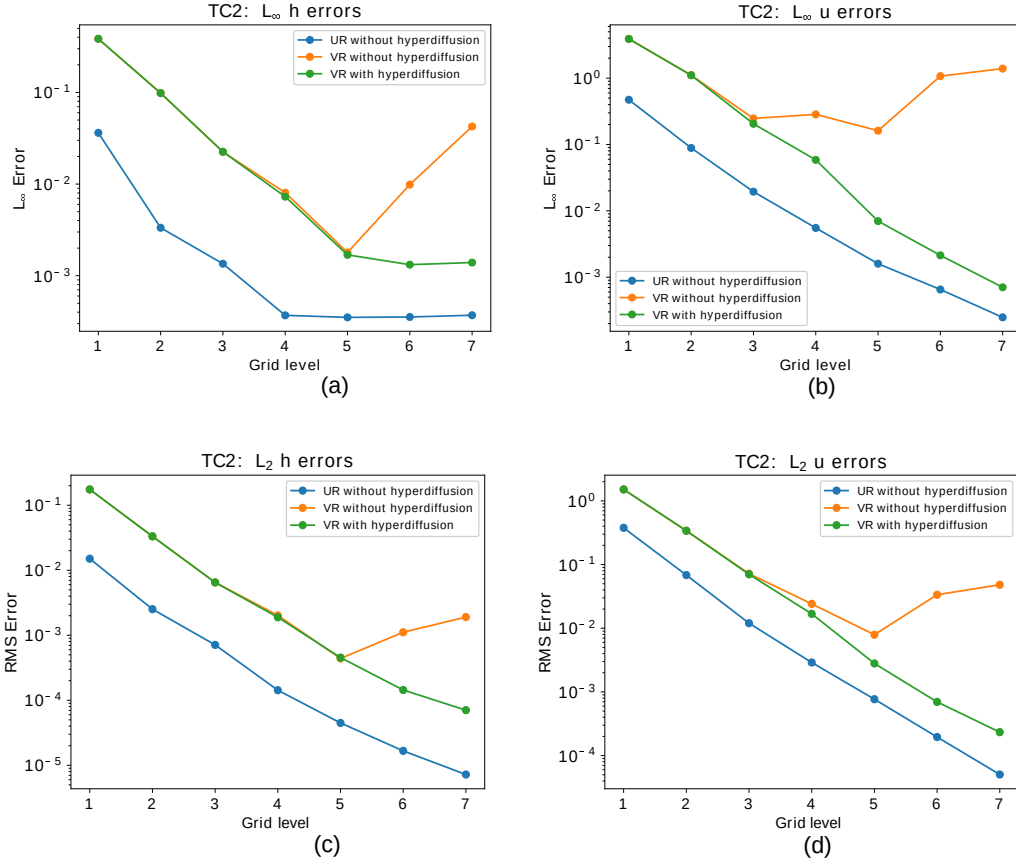 TC2:  L∞ h errors
L∞ Error
10⁻¹
10⁻²
10⁻³
UR without hyperdiffusion
VR without hyperdiffusion
VR with hyperdiffusion
1 2 3 4 5 6 7
Grid level
(a)
TC2:  L∞ u errors
L∞ Error
10⁰
10⁻¹
10⁻²
10⁻³
UR without hyperdiffusion
VR without hyperdiffusion
VR with hyperdiffusion
1 2 3 4 5 6 7
Grid level
(b)
TC2:  L₂ h errors
RMS Error
10⁻¹
10⁻²
10⁻³
10⁻⁴
10⁻⁵
UR without hyperdiffusion
VR without hyperdiffusion
VR with hyperdiffusion
1 2 3 4 5 6 7
Grid level
(c)
TC2:  L₂ u errors
RMS Error
10⁰
10⁻¹
10⁻²
10⁻³
10⁻⁴
UR without hyperdiffusion
VR without hyperdiffusion
VR with hyperdiffusion
1 2 3 4 5 6 7
Grid level
(d)